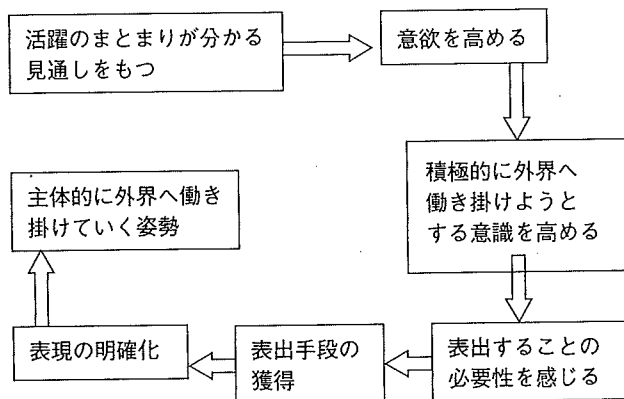 活躍のまとまりが分かる
見通しをもつ
意欲を高める
積極的に外界へ
働き掛けようと
する意識を高める
表出することの
必要性を感じる
表出手段の
獲得
表現の明確化
主体的に外界へ働き
掛けていく姿勢